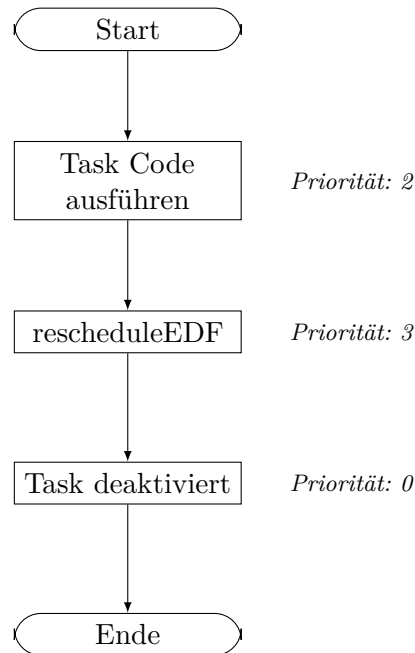 Start
Task Code
ausführen
Priorität: 2
rescheduleEDF
Priorität: 3
Task deaktiviert
Priorität: 0
Ende